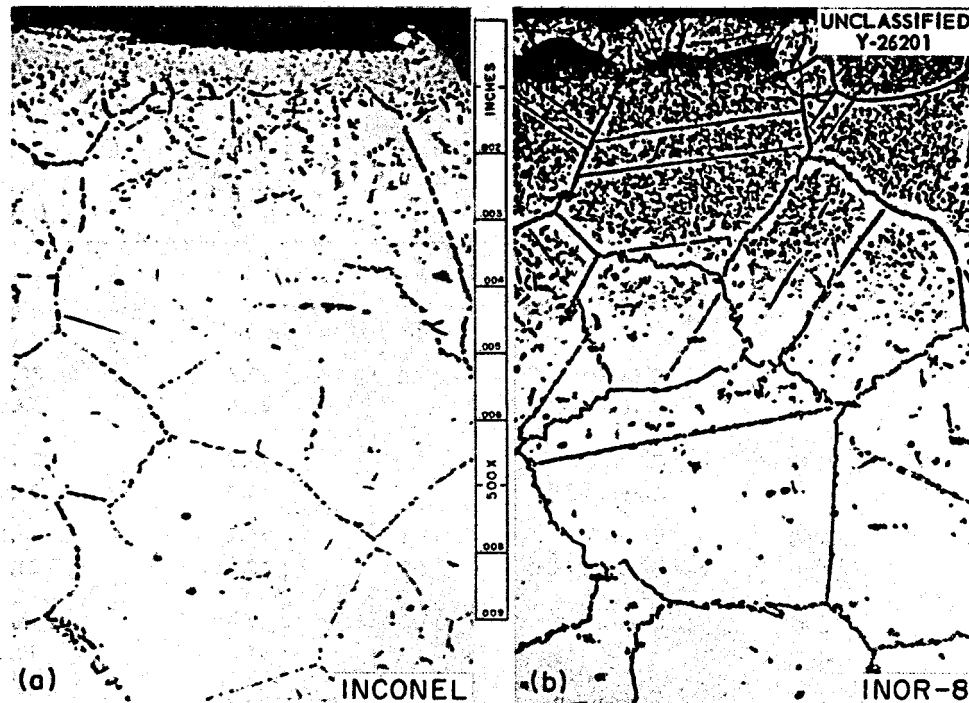 UNCLASSIFIED
Y-26201
INCHES
.002
.003
.004
.005
.006
500X
.008
.009
(a)
INCONEL
(b)
INOR-8